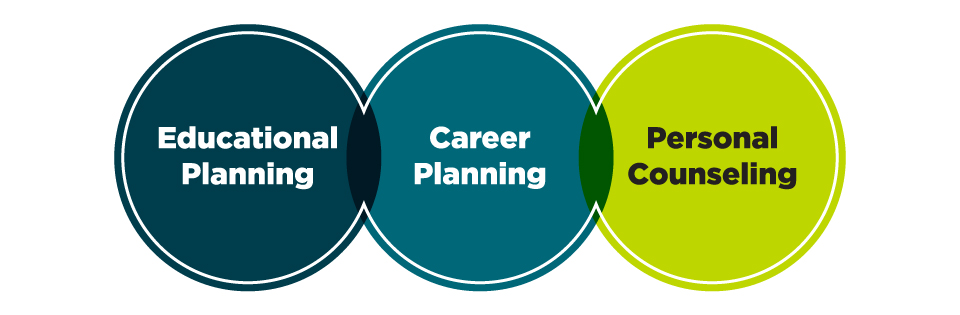 Educational
Planning
Career
Planning
Personal
Counseling